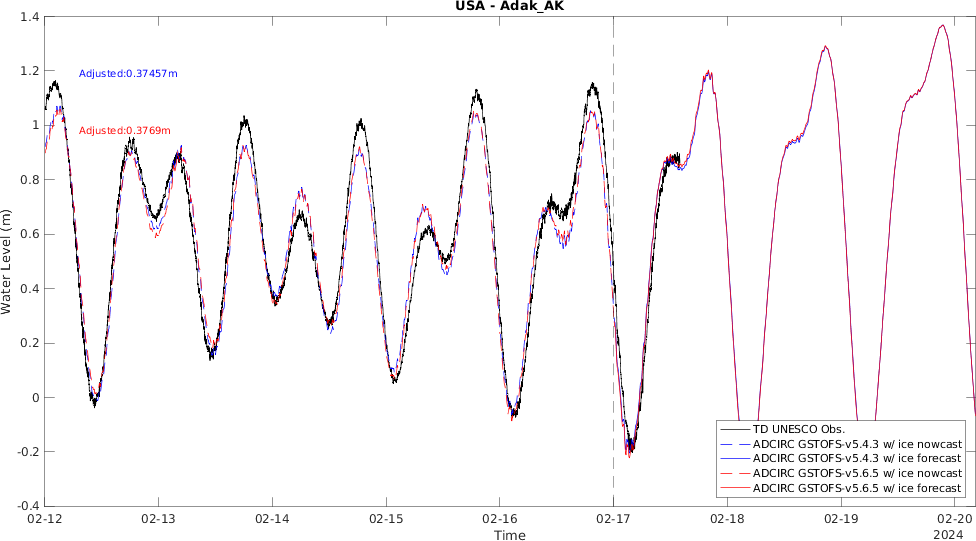 USA - Adak_AK
1.4
1.2
1
0.8
0.6
0.4
0.2
0
-0.2
-0.4
Water Level (m)
Adjusted:0.37457m
Adjusted:0.3769m
TD UNESCO Obs.
ADCIRC GSTOFS-v5.4.3 w/ ice nowcast
ADCIRC GSTOFS-v5.4.3 w/ ice forecast
ADCIRC GSTOFS-v5.6.5 w/ ice nowcast
ADCIRC GSTOFS-v5.6.5 w/ ice forecast
02-12 02-13 02-14 02-15 02-16 02-17 02-18 02-19 02-20
Time
2024